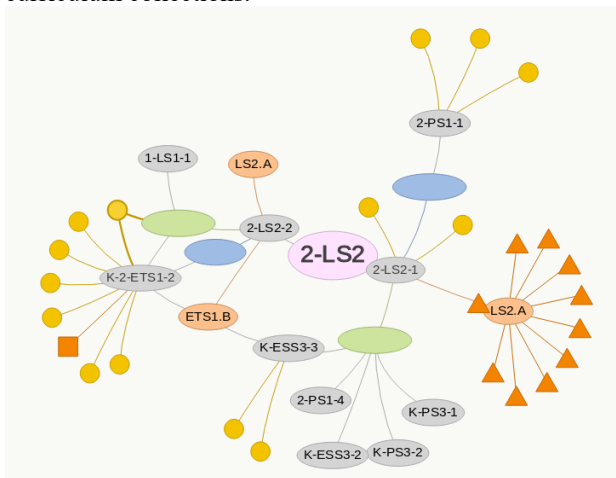 2-PS1-1
1-LS1-1
LS2.A
2-LS2-2
2-LS2
2-LS2-1
K-2-ETS1-2
LS2.A
ETS1.B
K-ESS3-3
2-PS1-4
K-PS3-1
K-ESS3-2
K-PS3-2